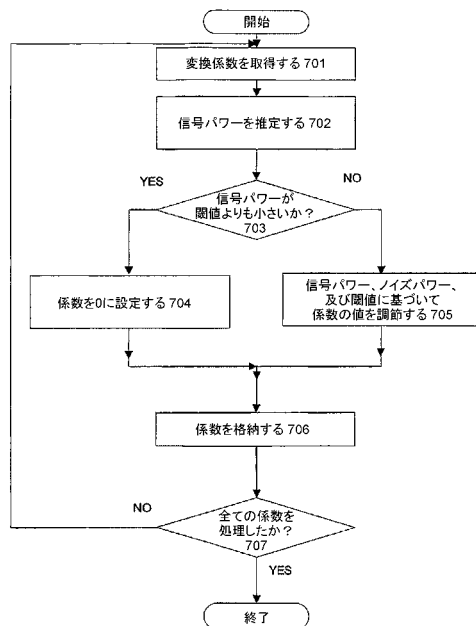 開始
変換係数を取得する 701
信号パワーを推定する 702
YES
NO
信号パワーが
閾値よりも小さいか?
703
係数を0に設定する 704
信号パワー、ノイズパワー、
及び閾値に基づいて
係数の値を調節する 705
係数を格納する 706
NO
全ての係数を
処理したか?
707
YES
終了